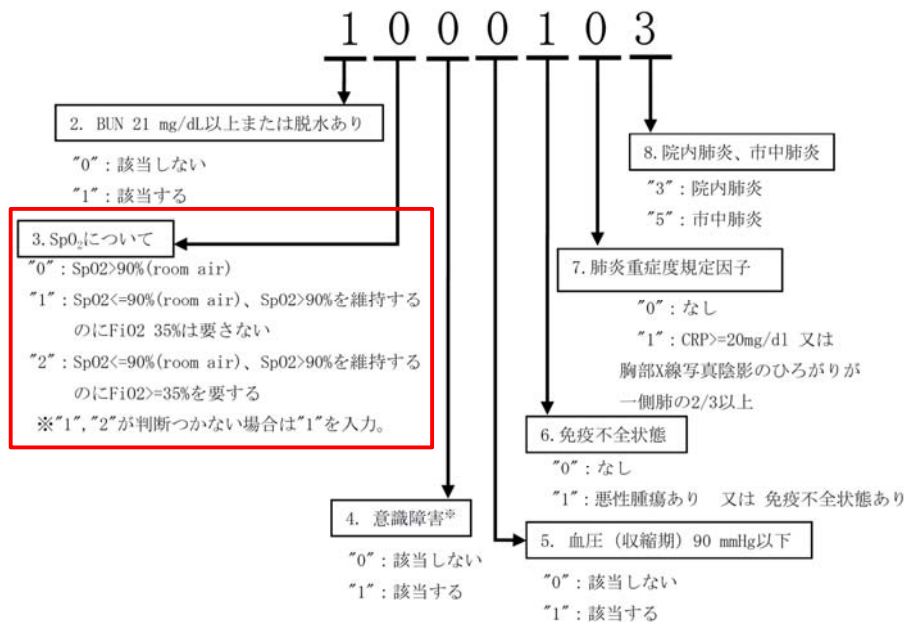 1 0 0 0 1 0 3
2. BUN 21 mg/dL以上または脱水あり
"0"：該当しない
"1"：該当する
3.SpO₂について
"0"：SpO2>90%(room air)
"1"：SpO2<=90%(room air)、SpO2>90%を維持する
のにFiO2 35%は要さない
"2"：SpO2<=90%(room air)、SpO2>90%を維持する
のにFiO2>=35%を要する
※"1","2"が判断つかない場合は"1"を入力。
4. 意識障害※
"0"：該当しない
"1"：該当する
5. 血圧（収縮期）90 mmHg以下
"0"：該当しない
"1"：該当する
6.免疫不全状態
"0"：なし
"1"：悪性腫瘍あり　又は 免疫不全状態あり
7.肺炎重症度規定因子
"0"：なし
"1"：CRP>=20mg/dl 又は
胸部X線写真陰影のひろがりが
一側肺の2/3以上
8.院内肺炎、市中肺炎
"3"：院内肺炎
"5"：市中肺炎